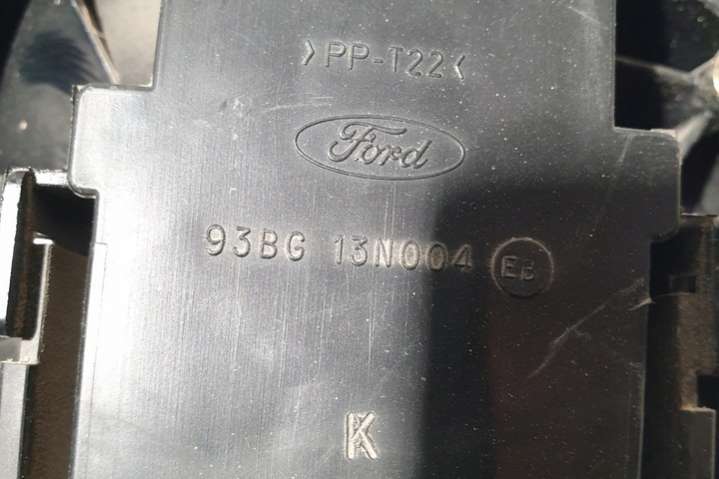 >PP-T22<
Ford
93BG 13N004 EB
K